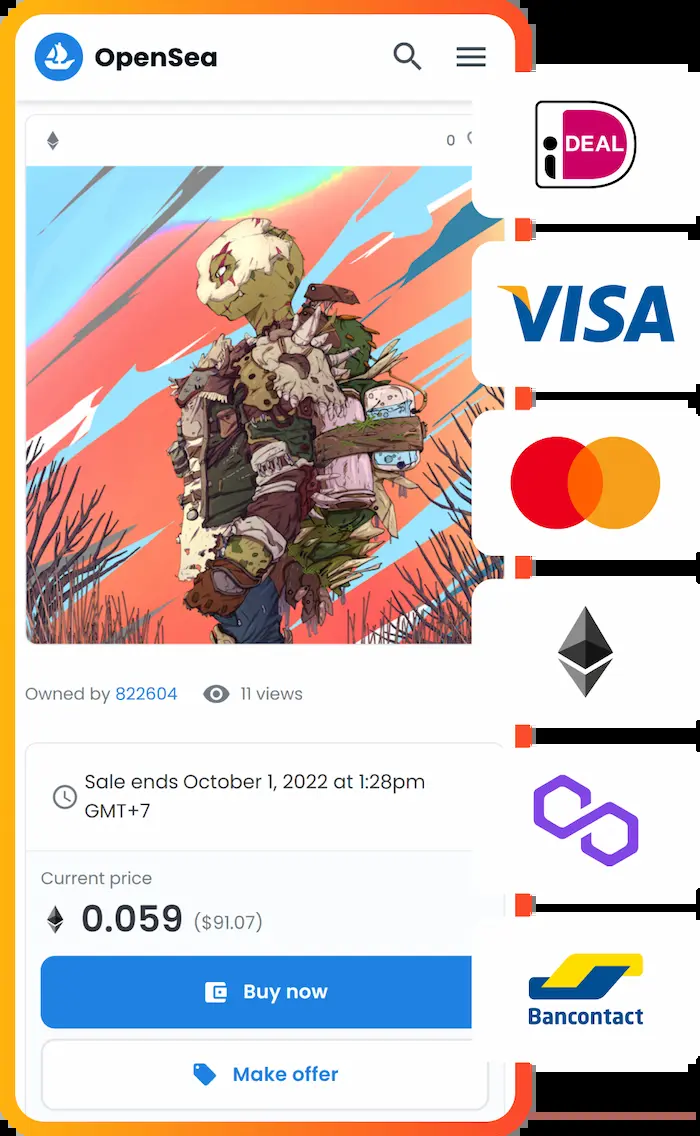 OpenSea
0
iDEAL
VISA
Owned by 822604 11 views
Sale ends October 1, 2022 at 1:28pm
GMT+7
Current price
0.059 ($91.07)
Buy now
Bancontact
Make offer